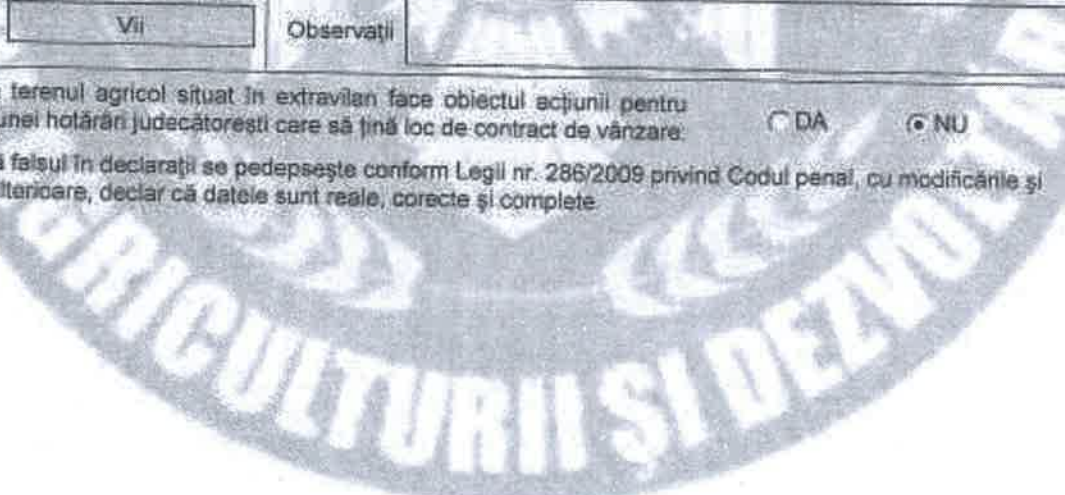 Vii Observații
terenul agricol situat în extravilan face obiectul acțiunii pentru
unei hotărâri judecătorești care să țină loc de contract de vânzare: DA NU
falsul în declarații se pedepsește conform Legii nr. 286/2009 privind Codul penal, cu modificările și
ulterioare, declar că datele sunt reale, corecte și complete.
GRICULTURII ȘI DEZVOLTAR